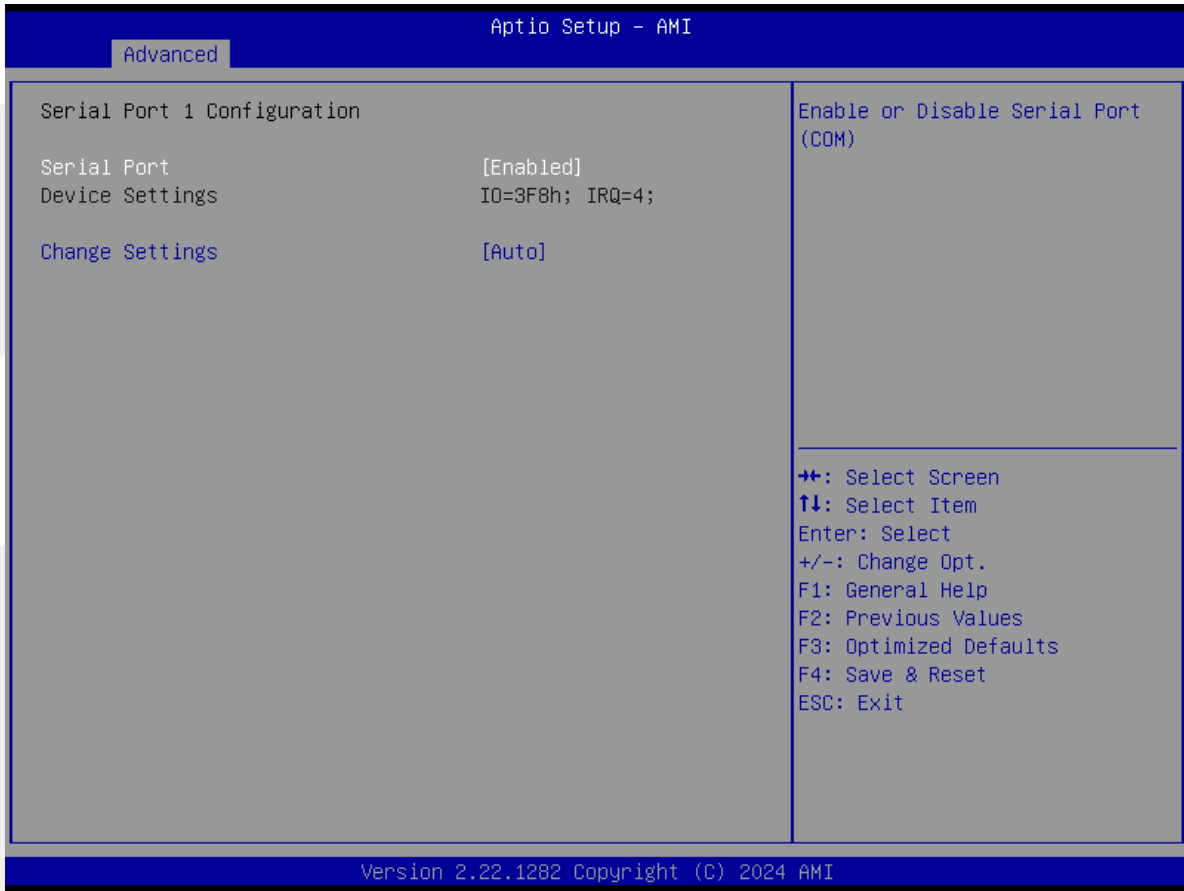 Aptio Setup – AMI
Advanced
Serial Port 1 Configuration
Serial Port [Enabled]
Device Settings IO=3F8h; IRQ=4;
Change Settings [Auto]
Enable or Disable Serial Port
(COM)
→←: Select Screen
↑↓: Select Item
Enter: Select
+/-: Change Opt.
F1: General Help
F2: Previous Values
F3: Optimized Defaults
F4: Save & Reset
ESC: Exit
Version 2.22.1282 Copyright (C) 2024 AMI